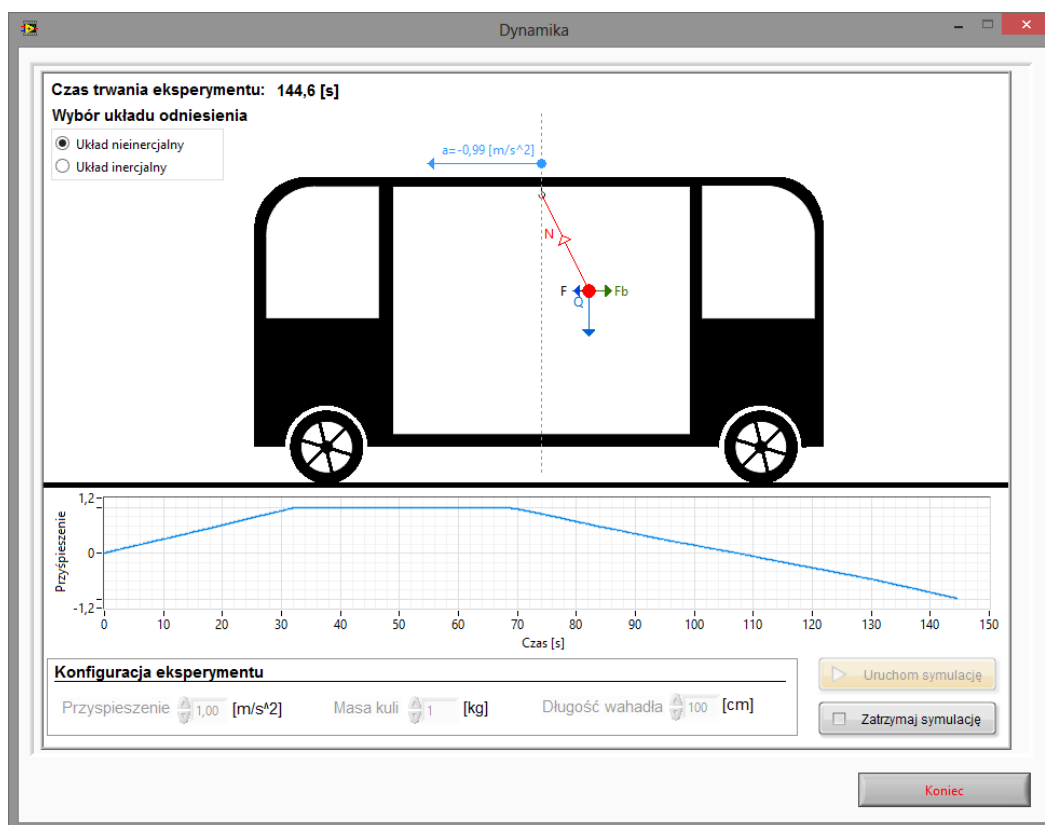 Dynamika
Czas trwania eksperymentu: 144,6 [s]
Wybór układu odniesienia
Układ nieinercjalny
Układ inercjalny
a=-0,99 [m/s^2]
N
F Fb
Q
1,2
0
-1,2
Przyśpieszenie
0 10 20 30 40 50 60 70 80 90 100 110 120 130 140 150
Czas [s]
Konfiguracja eksperymentu
Przyspieszenie 1,00 [m/s^2] Masa kuli 1 [kg] Długość wahadła 100 [cm]
Uruchom symulację
Zatrzymaj symulację
Koniec